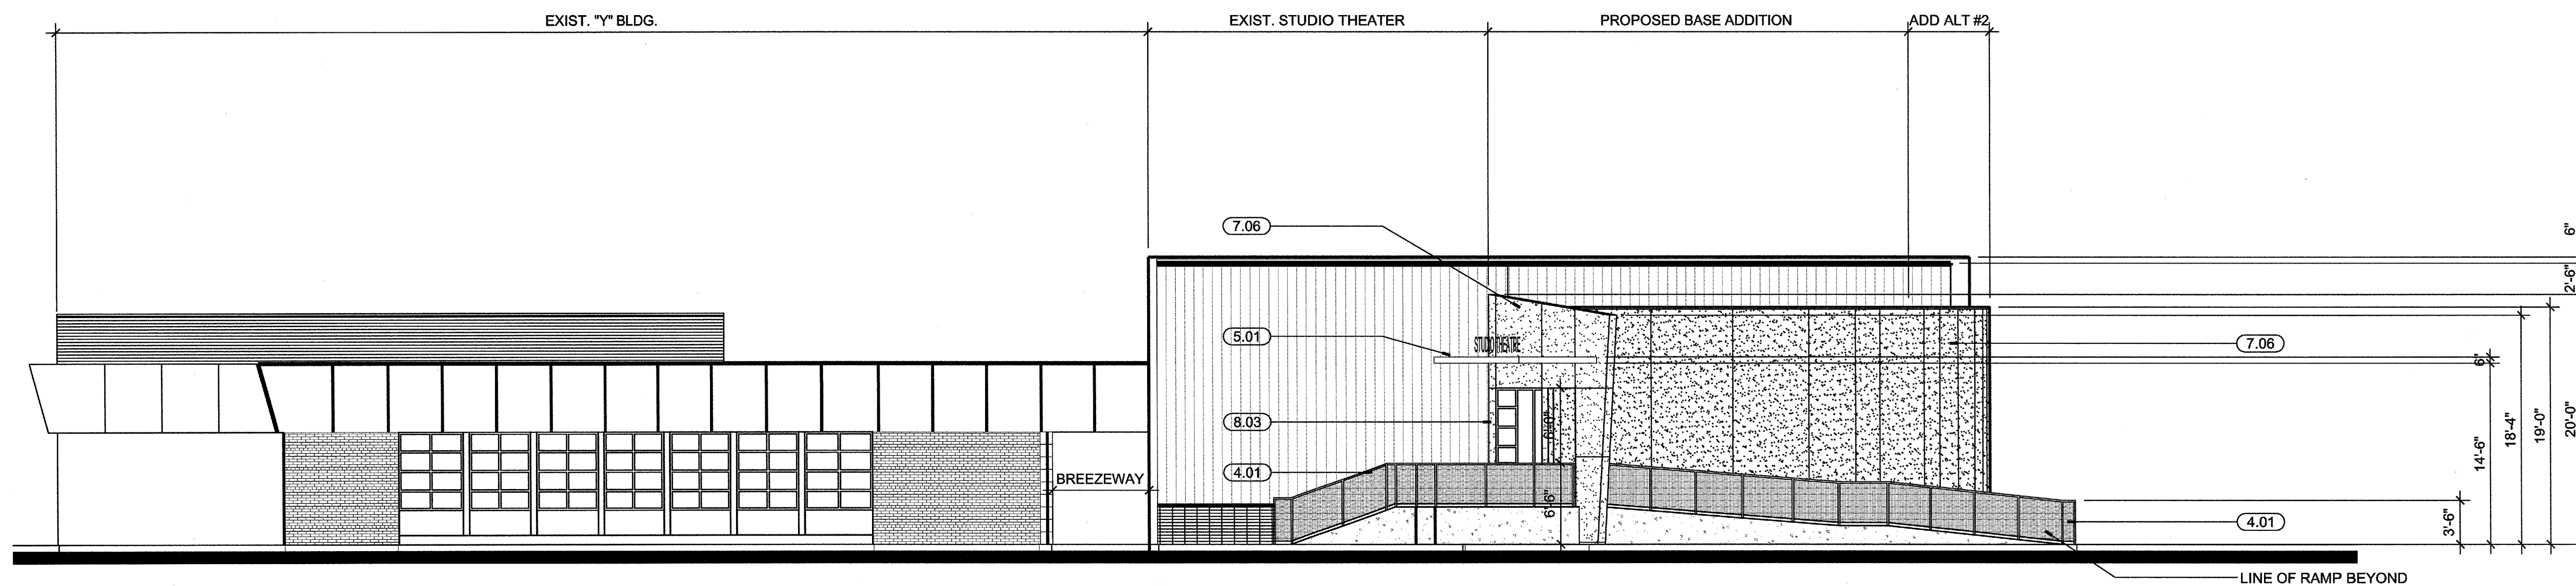 EXIST. "Y" BLDG.
EXIST. STUDIO THEATER
PROPOSED BASE ADDITION
ADD ALT #2
7.06
6"
2'-6"
5.01
STUDIO THEATRE
7.06
6"
8.03
6'-0"
14'-6"
18'-4"
19'-0"
20'-0"
4.01
BREEZEWAY
6'-6"
3'-6"
4.01
LINE OF RAMP BEYOND